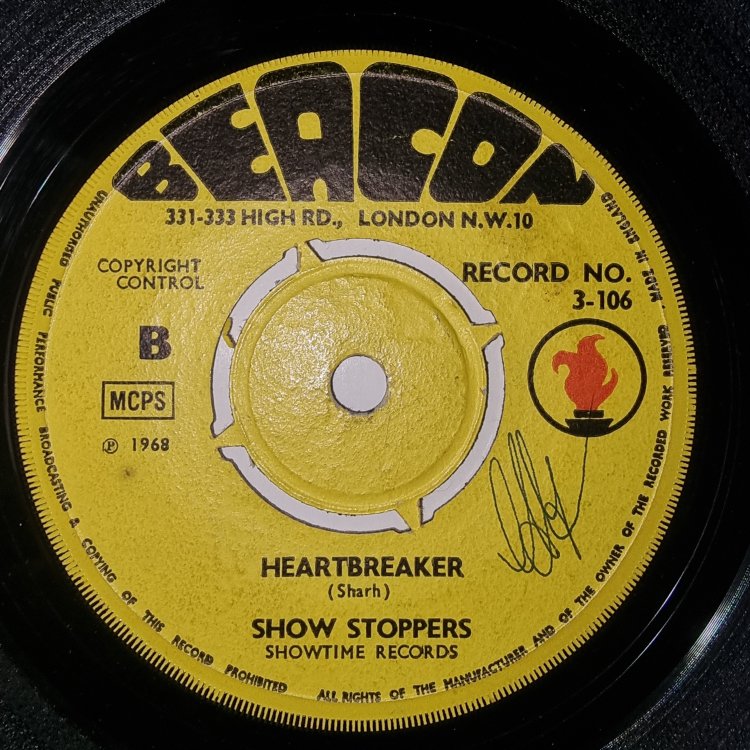 BEACON
331-333 HIGH RD., LONDON N.W.10
COPYRIGHT
CONTROL
RECORD NO.
3-106
B
MCPS
℗ 1968
HEARTBREAKER
(Sharh)
SHOW STOPPERS
SHOWTIME RECORDS
UNAUTHORISED PUBLIC PERFORMANCE BROADCASTING & COPYING OF THIS RECORD PROHIBITED ALL RIGHTS OF THE MANUFACTURER AND OF THE OWNER OF THE RECORDED WORK RESERVED. MADE IN ENGLAND